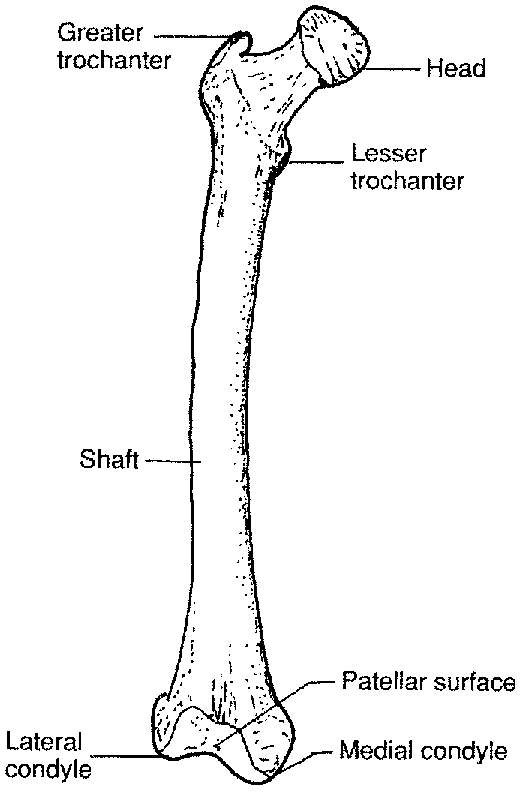 Greater
trochanter
Head
Lesser
trochanter
Shaft
Patellar surface
Lateral
condyle
Medial condyle